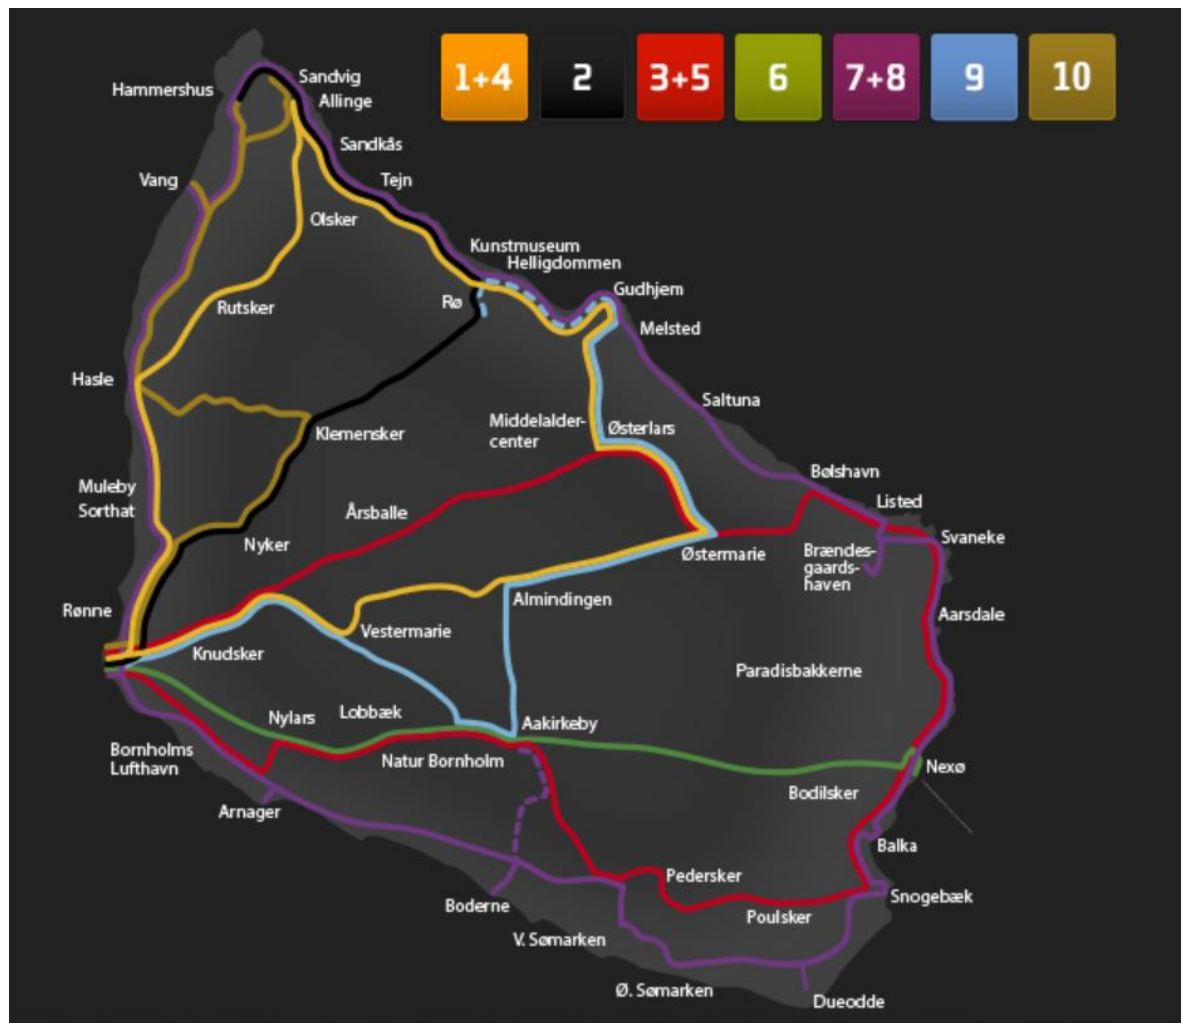 1+4
2
3+5
6
7+8
9
10
Hammershus
Sandvig
Allinge
Sandkås
Vang
Tejn
Olsker
Kunstmuseum
Helligdommen
Rø
Gudhjem
Rutsker
Melsted
Hasle
Saltuna
Middelalder-
center
Østerlars
Klemensker
Bølshavn
Muleby
Sorthat
Listed
Årsballe
Svaneke
Nyker
Østermarie
Brændes-
gaards-
haven
Almindingen
Rønne
Aarsdale
Vestermarie
Knudsker
Paradisbakkerne
Lobbæk
Nylars
Aakirkeby
Bornholms
Lufthavn
Natur Bornholm
Nexø
Bodilsker
Arnager
Balka
Pedersker
Snogebæk
Boderne
Poulsker
V. Sømarken
Ø. Sømarken
Dueodde